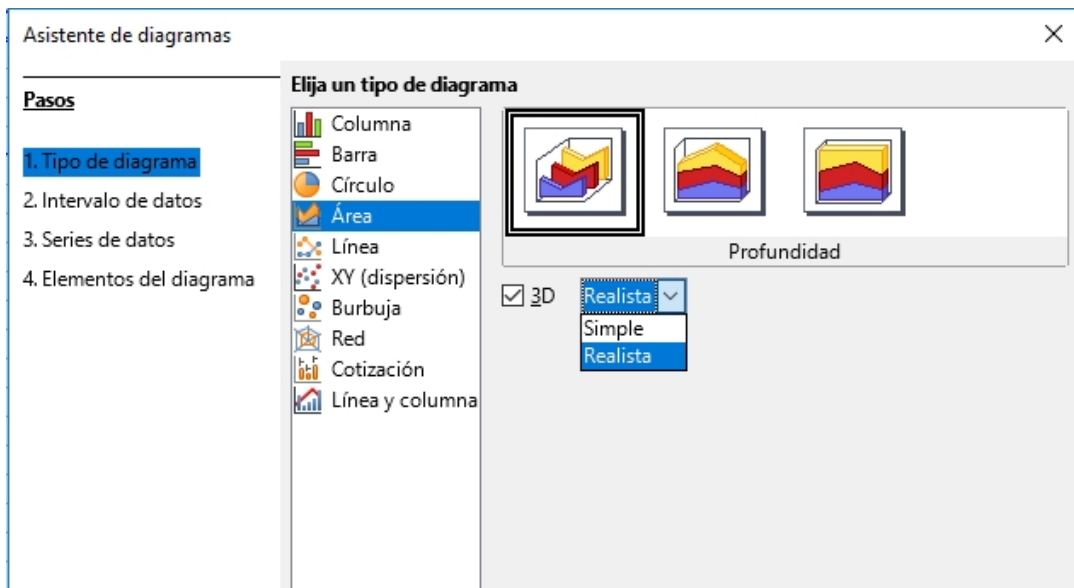 Asistente de diagramas
Pasos
1. Tipo de diagrama
2. Intervalo de datos
3. Series de datos
4. Elementos del diagrama
Elija un tipo de diagrama
Columna
Barra
Círculo
Área
Línea
XY (dispersión)
Burbuja
Red
Cotización
Línea y columna
Profundidad
3D
Realista
Simple
Realista